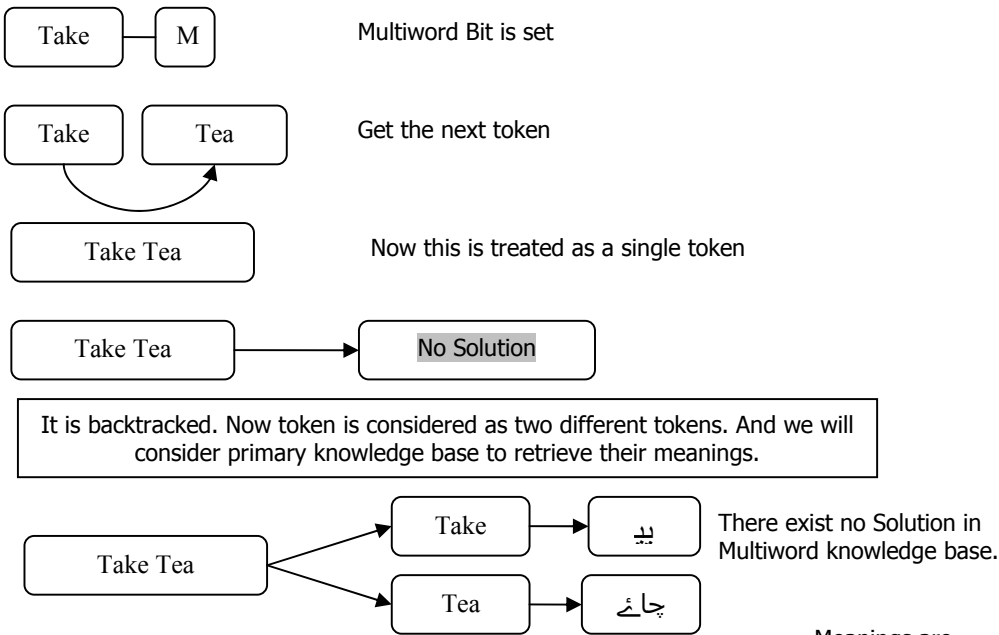 Take M Multiword Bit is set
Take Tea Get the next token
Take Tea Now this is treated as a single token
Take Tea No Solution
It is backtracked. Now token is considered as two different tokens. And we will
consider primary knowledge base to retrieve their meanings.
Take Tea
Take پی
There exist no Solution in
Multiword knowledge base.
Tea چائے
Meanings are